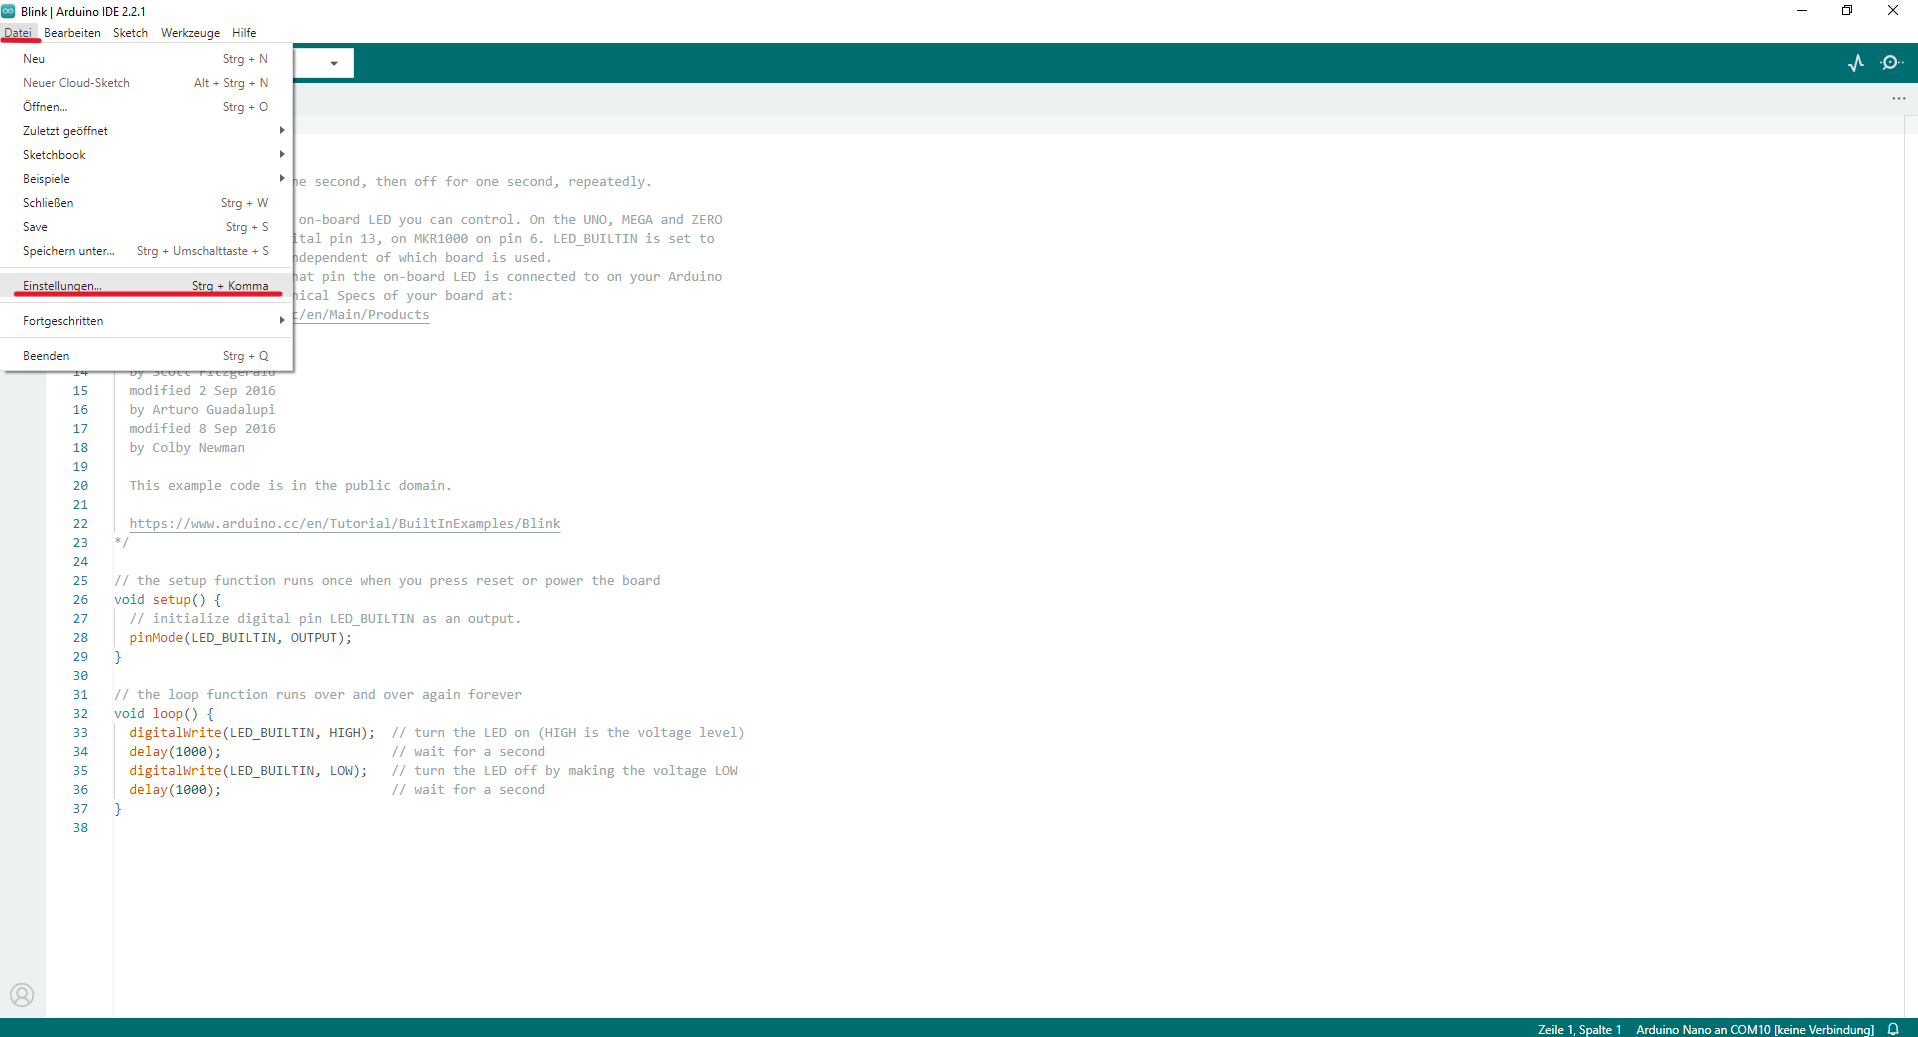 Blink | Arduino IDE 2.2.1
Datei Bearbeiten Sketch Werkzeuge Hilfe
Neu Strg + N
Neuer Cloud-Sketch Alt + Strg + N
Öffnen... Strg + O
Zuletzt geöffnet
Sketchbook
Beispiele
Schließen Strg + W
Save Strg + S
Speichern unter... Strg + Umschalttaste + S
Einstellungen... Strg + Komma
Fortgeschritten
Beenden Strg + Q
ne second, then off for one second, repeatedly.
on-board LED you can control. On the UNO, MEGA and ZERO
ital pin 13, on MKR1000 on pin 6. LED_BUILTIN is set to
ndependent of which board is used.
hat pin the on-board LED is connected to on your Arduino
nical Specs of your board at:
c/en/Main/Products
14 by Scott Fitzgerald
15 modified 2 Sep 2016
16 by Arturo Guadalupi
17 modified 8 Sep 2016
18 by Colby Newman
19
20 This example code is in the public domain.
21
22 https://www.arduino.cc/en/Tutorial/BuiltInExamples/Blink
23 */
24
25 // the setup function runs once when you press reset or power the board
26 void setup() {
27 // initialize digital pin LED_BUILTIN as an output.
28 pinMode(LED_BUILTIN, OUTPUT);
29 }
30
31 // the loop function runs over and over again forever
32 void loop() {
33 digitalWrite(LED_BUILTIN, HIGH); // turn the LED on (HIGH is the voltage level)
34 delay(1000); // wait for a second
35 digitalWrite(LED_BUILTIN, LOW); // turn the LED off by making the voltage LOW
36 delay(1000); // wait for a second
37 }
38
Zeile 1, Spalte 1 Arduino Nano an COM10 [keine Verbindung]